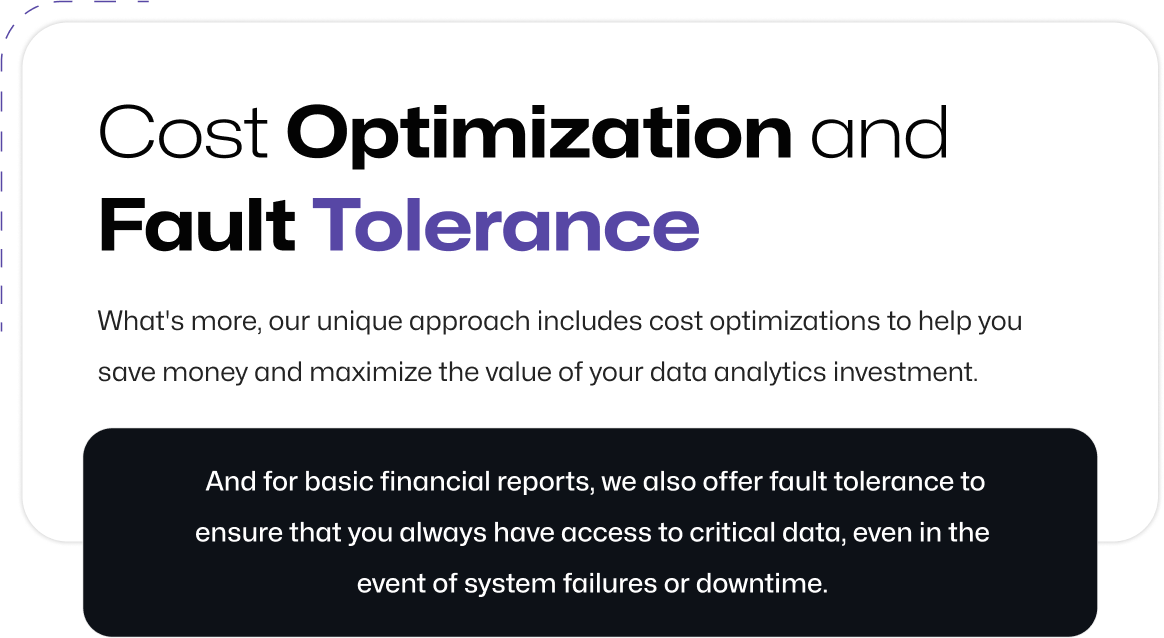 Cost Optimization and
Fault Tolerance
What's more, our unique approach includes cost optimizations to help you
save money and maximize the value of your data analytics investment.
And for basic financial reports, we also offer fault tolerance to
ensure that you always have access to critical data, even in the
event of system failures or downtime.